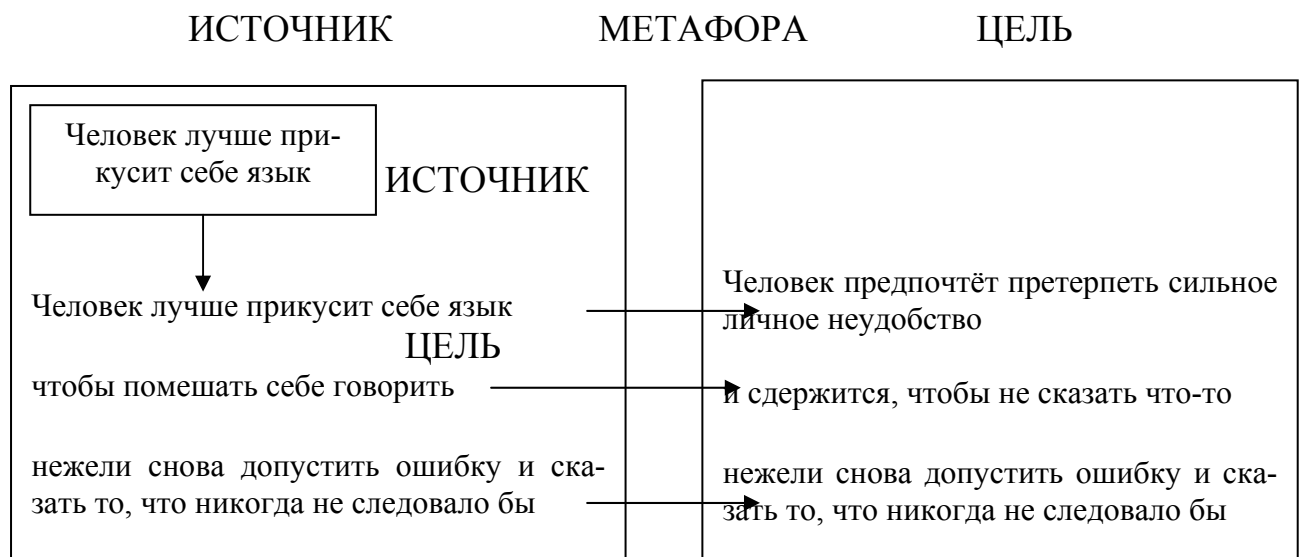 ИСТОЧНИК МЕТАФОРА ЦЕЛЬ
Человек лучше при-
кусит себе язык
ИСТОЧНИК
Человек лучше прикусит себе язык
ЦЕЛЬ
чтобы помешать себе говорить
нежели снова допустить ошибку и ска-
зать то, что никогда не следовало бы
Человек предпочтёт претерпеть сильное
личное неудобство
и сдержится, чтобы не сказать что-то
нежели снова допустить ошибку и ска-
зать то, что никогда не следовало бы